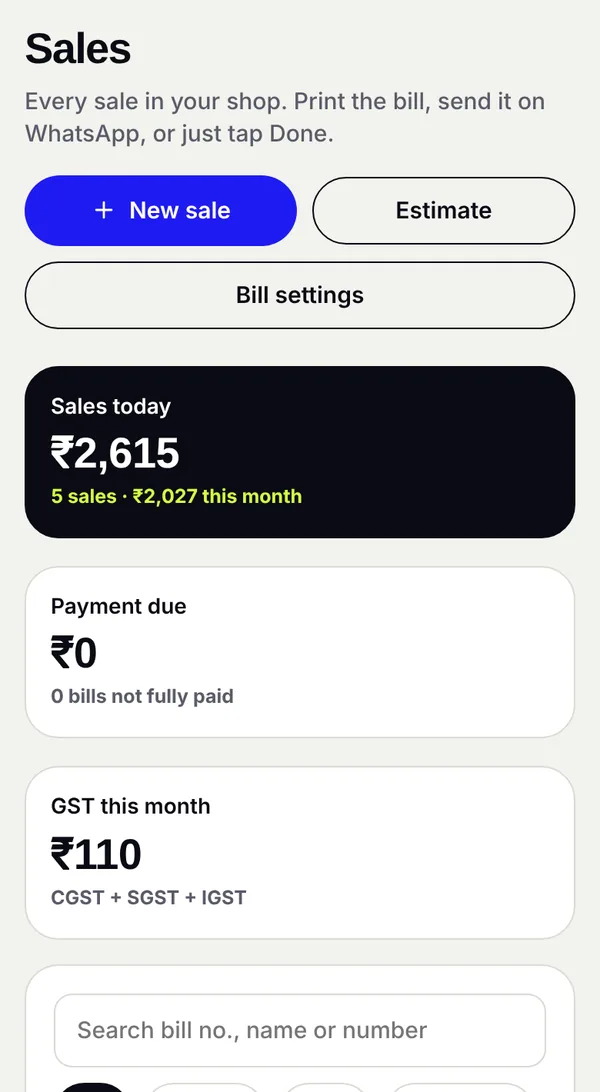 Sales
Every sale in your shop. Print the bill, send it on
WhatsApp, or just tap Done.
+ New sale
Estimate
Bill settings
Sales today
₹2,615
5 sales · ₹2,027 this month
Payment due
₹0
0 bills not fully paid
GST this month
₹110
CGST + SGST + IGST
Search bill no., name or number